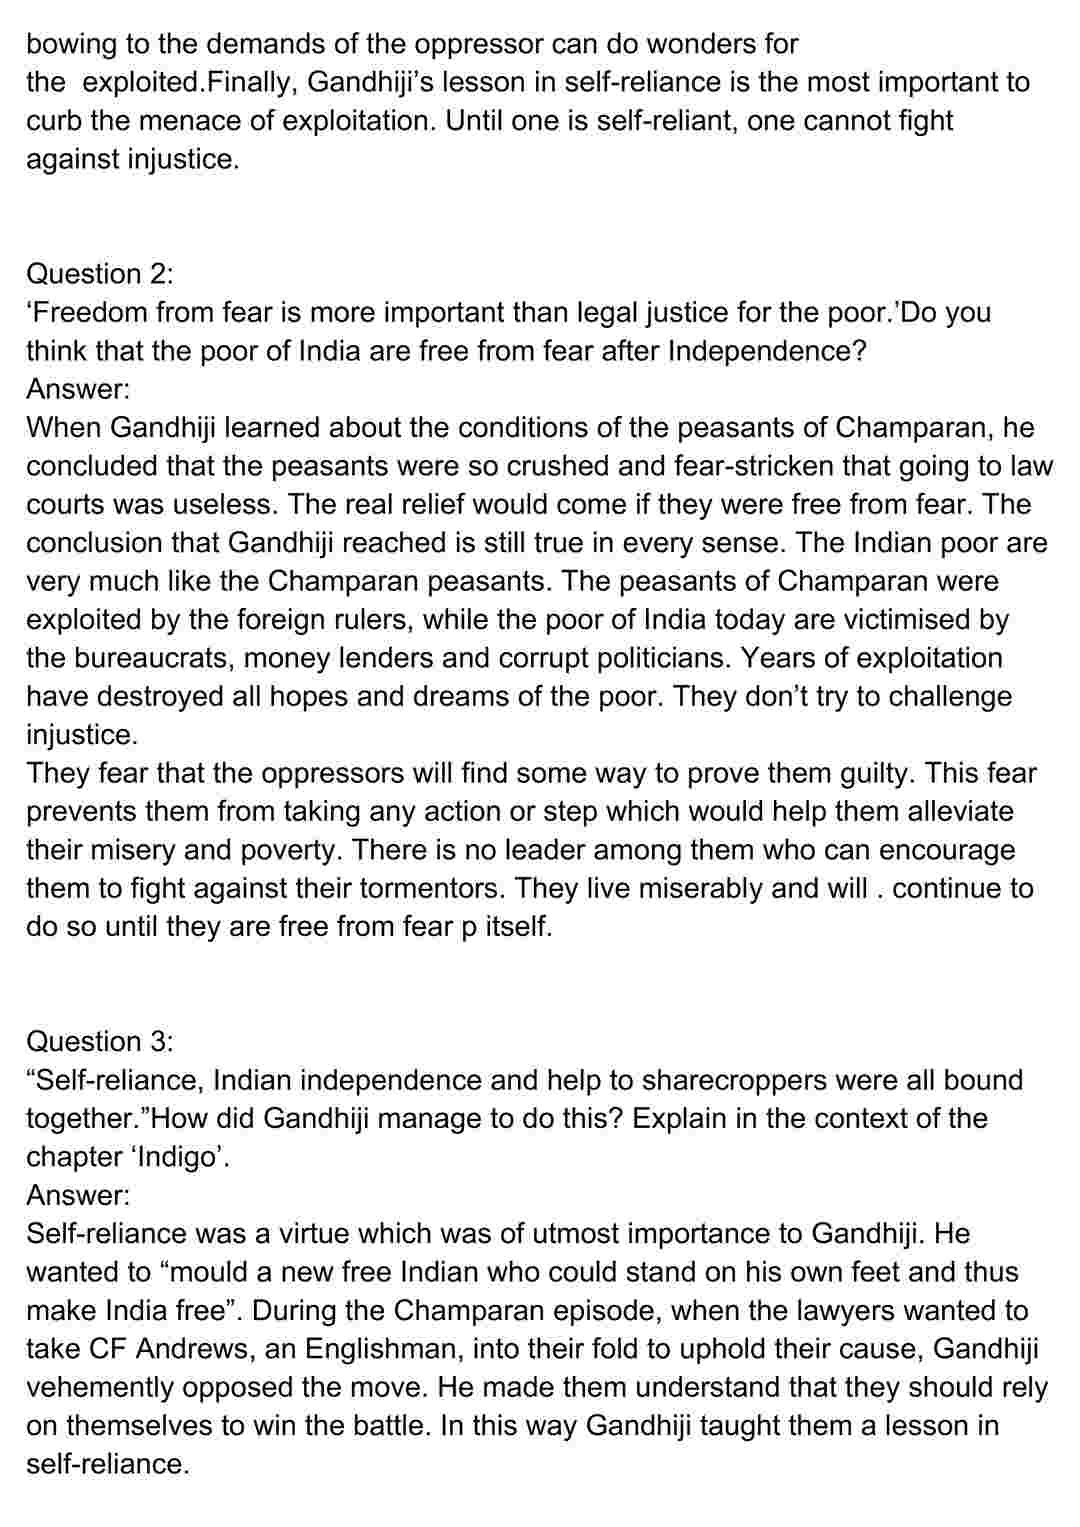 bowing to the demands of the oppressor can do wonders for
the  exploited.Finally, Gandhiji’s lesson in self-reliance is the most important to
curb the menace of exploitation. Until one is self-reliant, one cannot fight
against injustice.
Question 2:
‘Freedom from fear is more important than legal justice for the poor.’Do you
think that the poor of India are free from fear after Independence?
Answer:
When Gandhiji learned about the conditions of the peasants of Champaran, he
concluded that the peasants were so crushed and fear-stricken that going to law
courts was useless. The real relief would come if they were free from fear. The
conclusion that Gandhiji reached is still true in every sense. The Indian poor are
very much like the Champaran peasants. The peasants of Champaran were
exploited by the foreign rulers, while the poor of India today are victimised by
the bureaucrats, money lenders and corrupt politicians. Years of exploitation
have destroyed all hopes and dreams of the poor. They don’t try to challenge
injustice.
They fear that the oppressors will find some way to prove them guilty. This fear
prevents them from taking any action or step which would help them alleviate
their misery and poverty. There is no leader among them who can encourage
them to fight against their tormentors. They live miserably and will . continue to
do so until they are free from fear p itself.
Question 3:
“Self-reliance, Indian independence and help to sharecroppers were all bound
together.”How did Gandhiji manage to do this? Explain in the context of the
chapter ‘Indigo’.
Answer:
Self-reliance was a virtue which was of utmost importance to Gandhiji. He
wanted to “mould a new free Indian who could stand on his own feet and thus
make India free”. During the Champaran episode, when the lawyers wanted to
take CF Andrews, an Englishman, into their fold to uphold their cause, Gandhiji
vehemently opposed the move. He made them understand that they should rely
on themselves to win the battle. In this way Gandhiji taught them a lesson in
self-reliance.